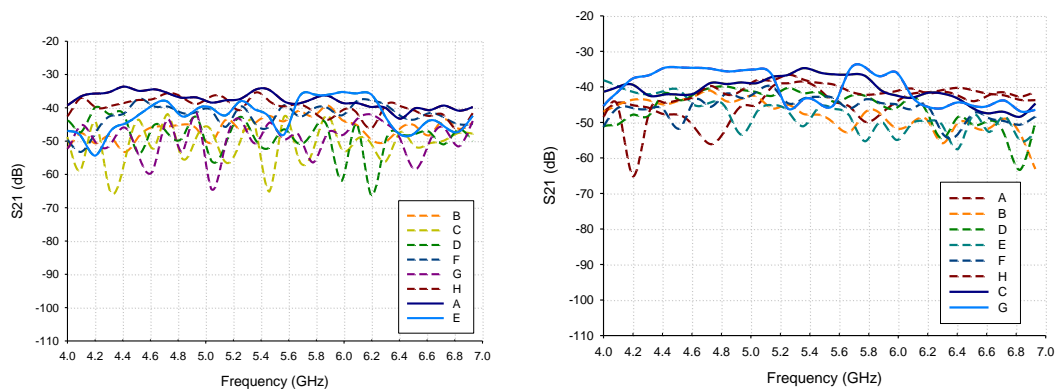 -20
-30
-40
-50
-60
-70
-80
-90
-100
-110
S21 (dB)
4.0 4.2 4.4 4.6 4.8 5.0 5.2 5.4 5.6 5.8 6.0 6.2 6.4 6.6 6.8 7.0
Frequency (GHz)
B
C
D
F
G
H
A
E
-20
-30
-40
-50
-60
-70
-80
-90
-100
-110
S21 (dB)
4.0 4.2 4.4 4.6 4.8 5.0 5.2 5.4 5.6 5.8 6.0 6.2 6.4 6.6 6.8 7.0
Frequency (GHz)
A
B
D
E
F
H
C
G